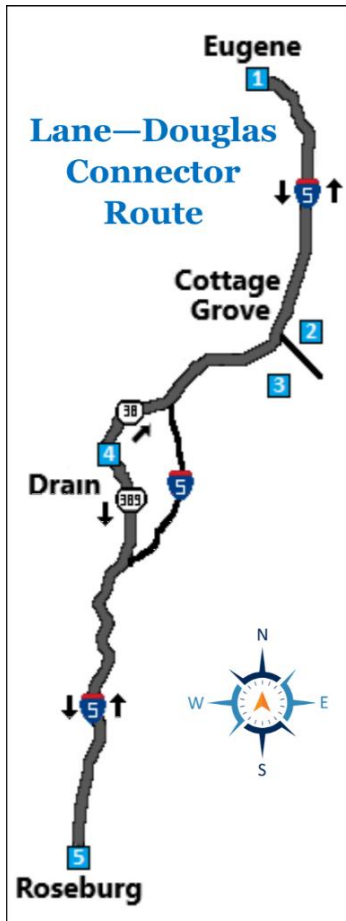 Eugene
1
Lane—Douglas
Connector
Route
5
Cottage
Grove
2
3
38
4
5
Drain
389
N
W
E
S
5
5
Roseburg